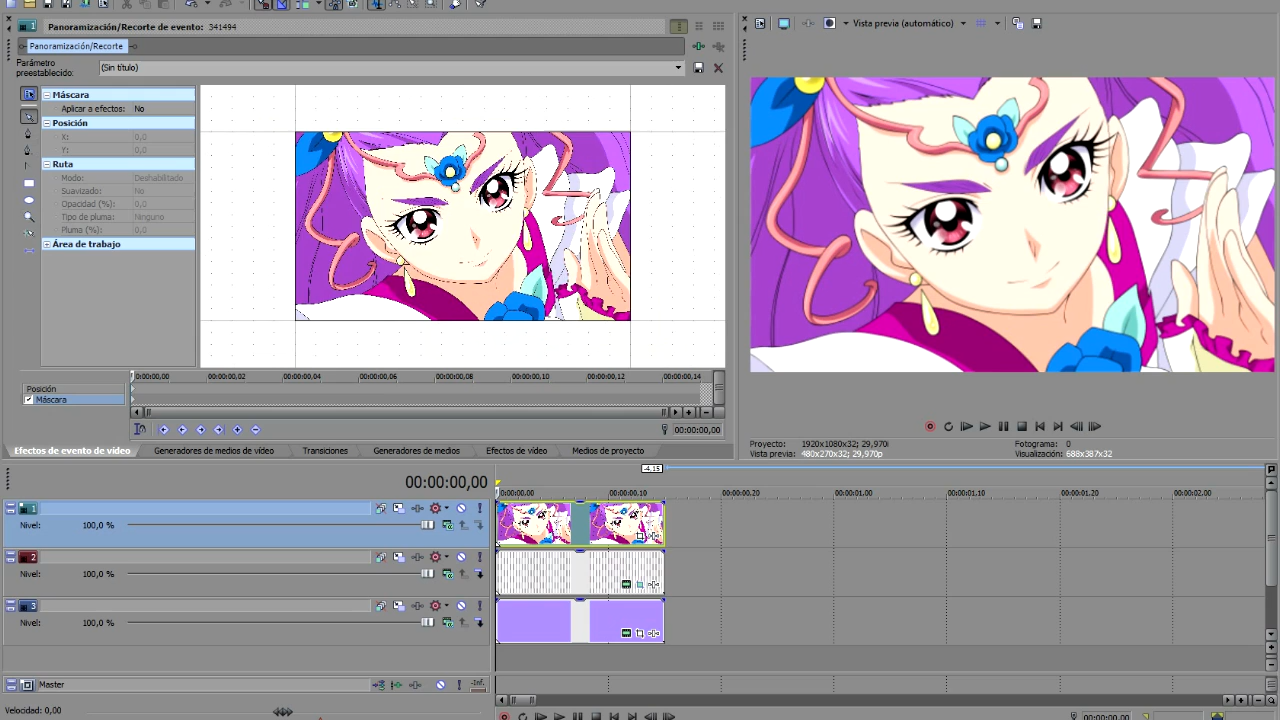 1 Panoramización/Recorte de evento: 341494
Panoramización/Recorte
Parámetro preestablecido: (Sin título)
Máscara
Aplicar a efectos: No
Posición
X: 0,0
Y: 0,0
Ruta
Modo: Deshabilitado
Suavizado: No
Opacidad (%): 0,0
Tipo de pluma: Ninguno
Pluma (%): 0,0
Área de trabajo
0:00:00,00 00:00:00,02 00:00:00,04 00:00:00,06 00:00:00,08 00:00:00,10 00:00:00,12 00:00:00,14
Posición
Máscara
00:00:00,00
Efectos de evento de vídeo Generadores de medios de vídeo Transiciones Generadores de medios Efectos de vídeo Medios de proyecto
Vista previa (automático)
Proyecto: 1920x1080x32; 29,970i
Vista previa: 480x270x32; 29,970p
Fotograma: 0
Visualización: 688x387x32
00:00:00,00
-4.15
0:00:00.00 00:00:00.10 00:00:00.20 00:00:01.00 00:00:01.10 00:00:01.20 00:00:02.00
1
Nivel: 100,0 %
2
Nivel: 100,0 %
3
Nivel: 100,0 %
Master
-Inf.
Velocidad: 0,00
00:00:00,00